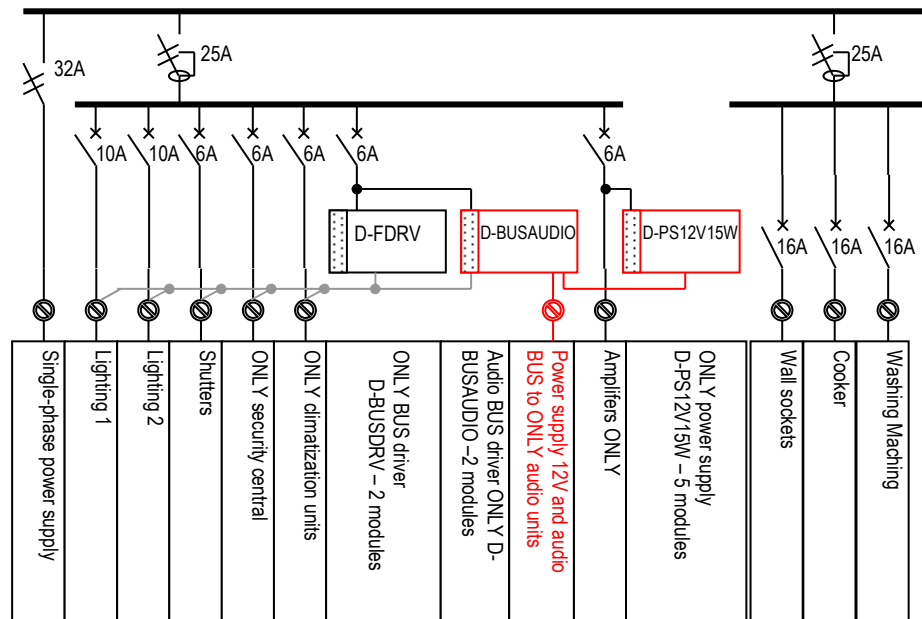 32A
25A
25A
10A
10A
6A
6A
6A
6A
6A
D-FDRV
D-BUSAUDIO
D-PS12V15W
16A
16A
16A
Single-phase power supply
Lighting 1
Lighting 2
Shutters
ONLY security central
ONLY climatization units
ONLY BUS driver
D-BUSDRV – 2 modules
Audio BUS driver ONLY D-
BUSAUDIO –2 modules
Power supply 12V and audio
BUS to ONLY audio units
Amplifers ONLY
ONLY power supply
D-PS12V15W – 5 modules
Wall sockets
Cooker
Washing Maching